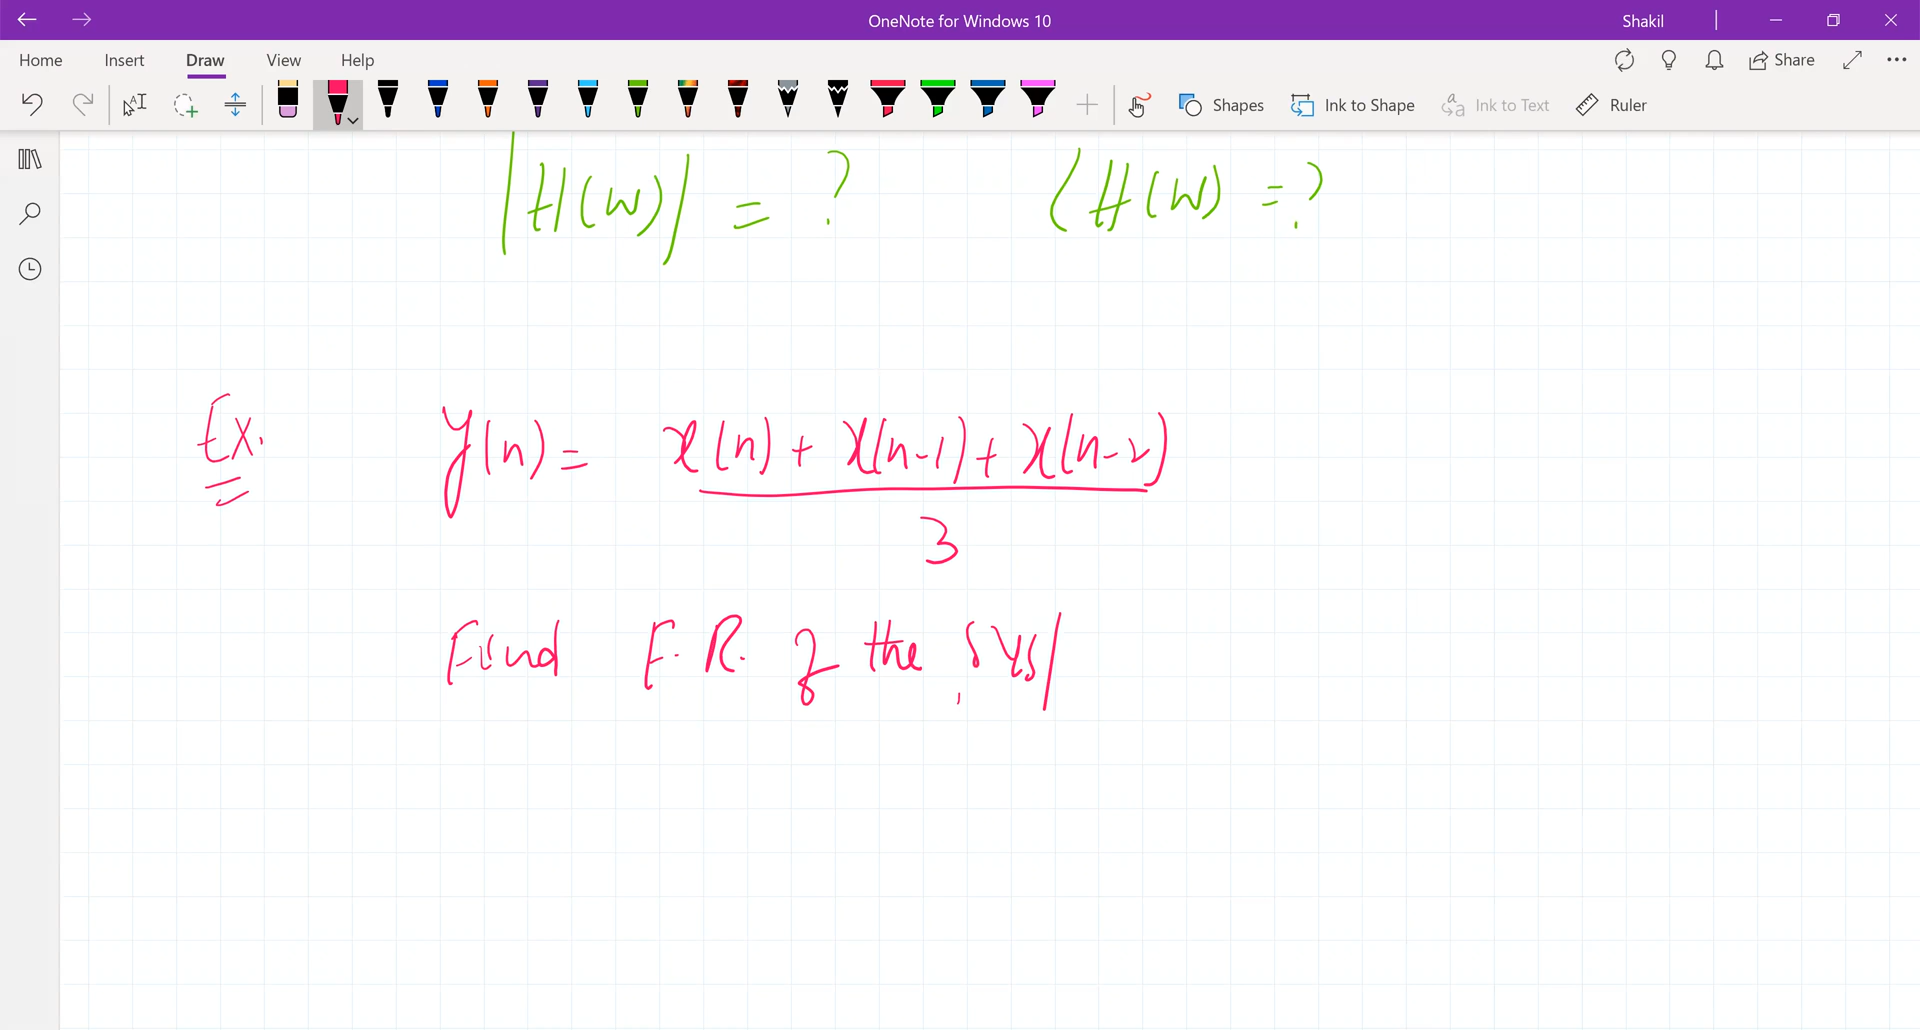 OneNote for Windows 10
Shakil
Home Insert Draw View Help
Share
Shapes Ink to Shape Ink to Text Ruler
|H(w)| = ? ∠H(w) = ?
Ex. y(n) = x(n) + x(n-1) + x(n-2)
3
Find F.R. of the sys